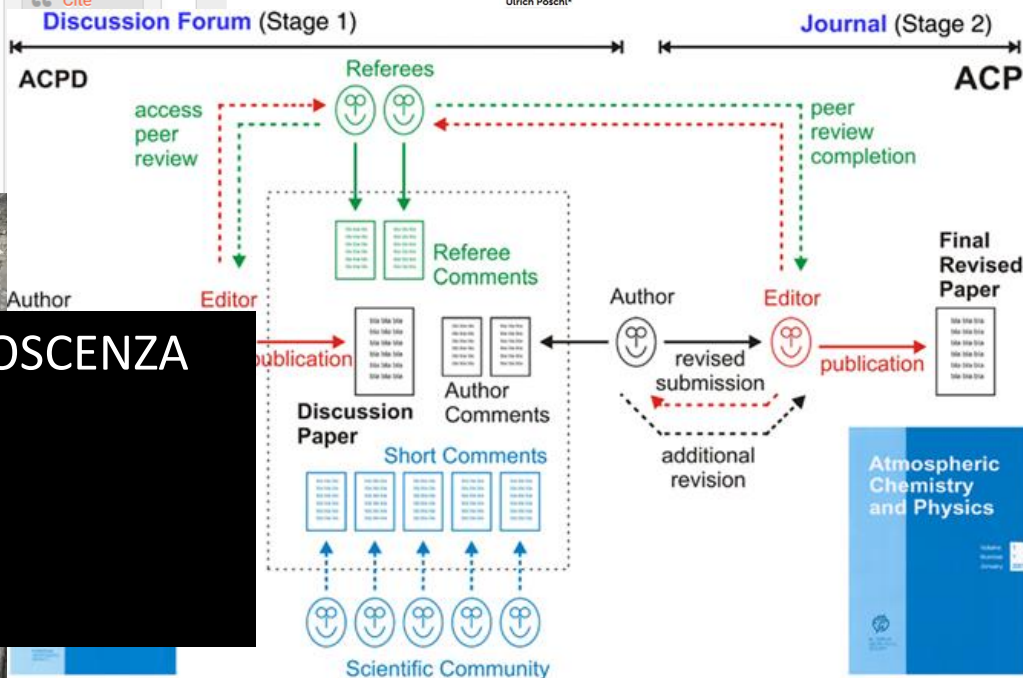 Cite
Ulrich Pöschl*
Discussion Forum (Stage 1)
Journal (Stage 2)
ACPD
ACP
Referees
access
peer
review
peer
review
completion
Referee
Comments
Final
Revised
Paper
Author
Editor
Author
Editor
OSCENZA
publication
revised
submission
publication
Author
Comments
Discussion
Paper
Short Comments
additional
revision
Atmospheric
Chemistry
and Physics
Scientific Community